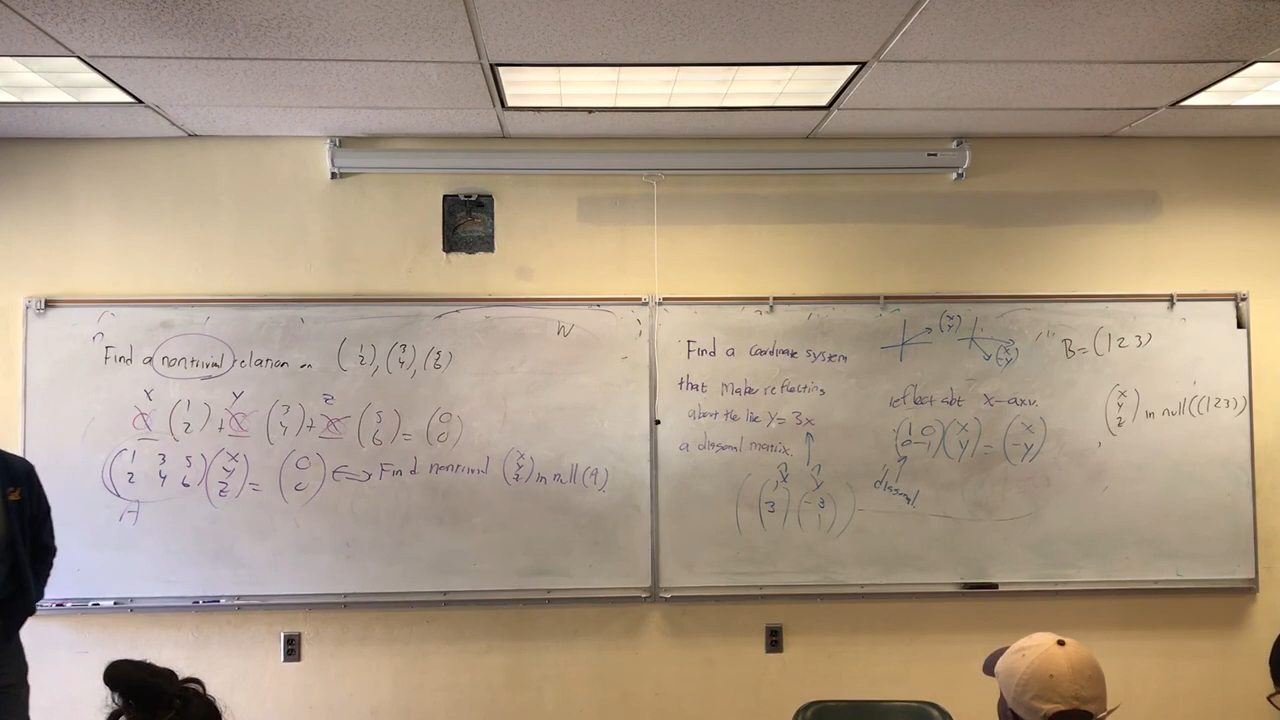 W
Find a nontrivial relation on (1 2), (3 4), (5 6)
x y z
(1 2) + (3 4) + (5 6) = (0 0)
(1 3 5 2 4 6)(x y z) = (0 0) ↔ Find nontrivial (x y z) in null(A).
A
Find a coordinate system
that makes reflecting
about the line y = 3x
a diagonal matrix.
(1 3) (-3 1)
(x y)
(x -y)
reflect abt x-axis.
(1 0 0 -1)(x y) = (x -y)
diagonal.
B = (1 2 3)
(x y z) in null((1 2 3))
Cal